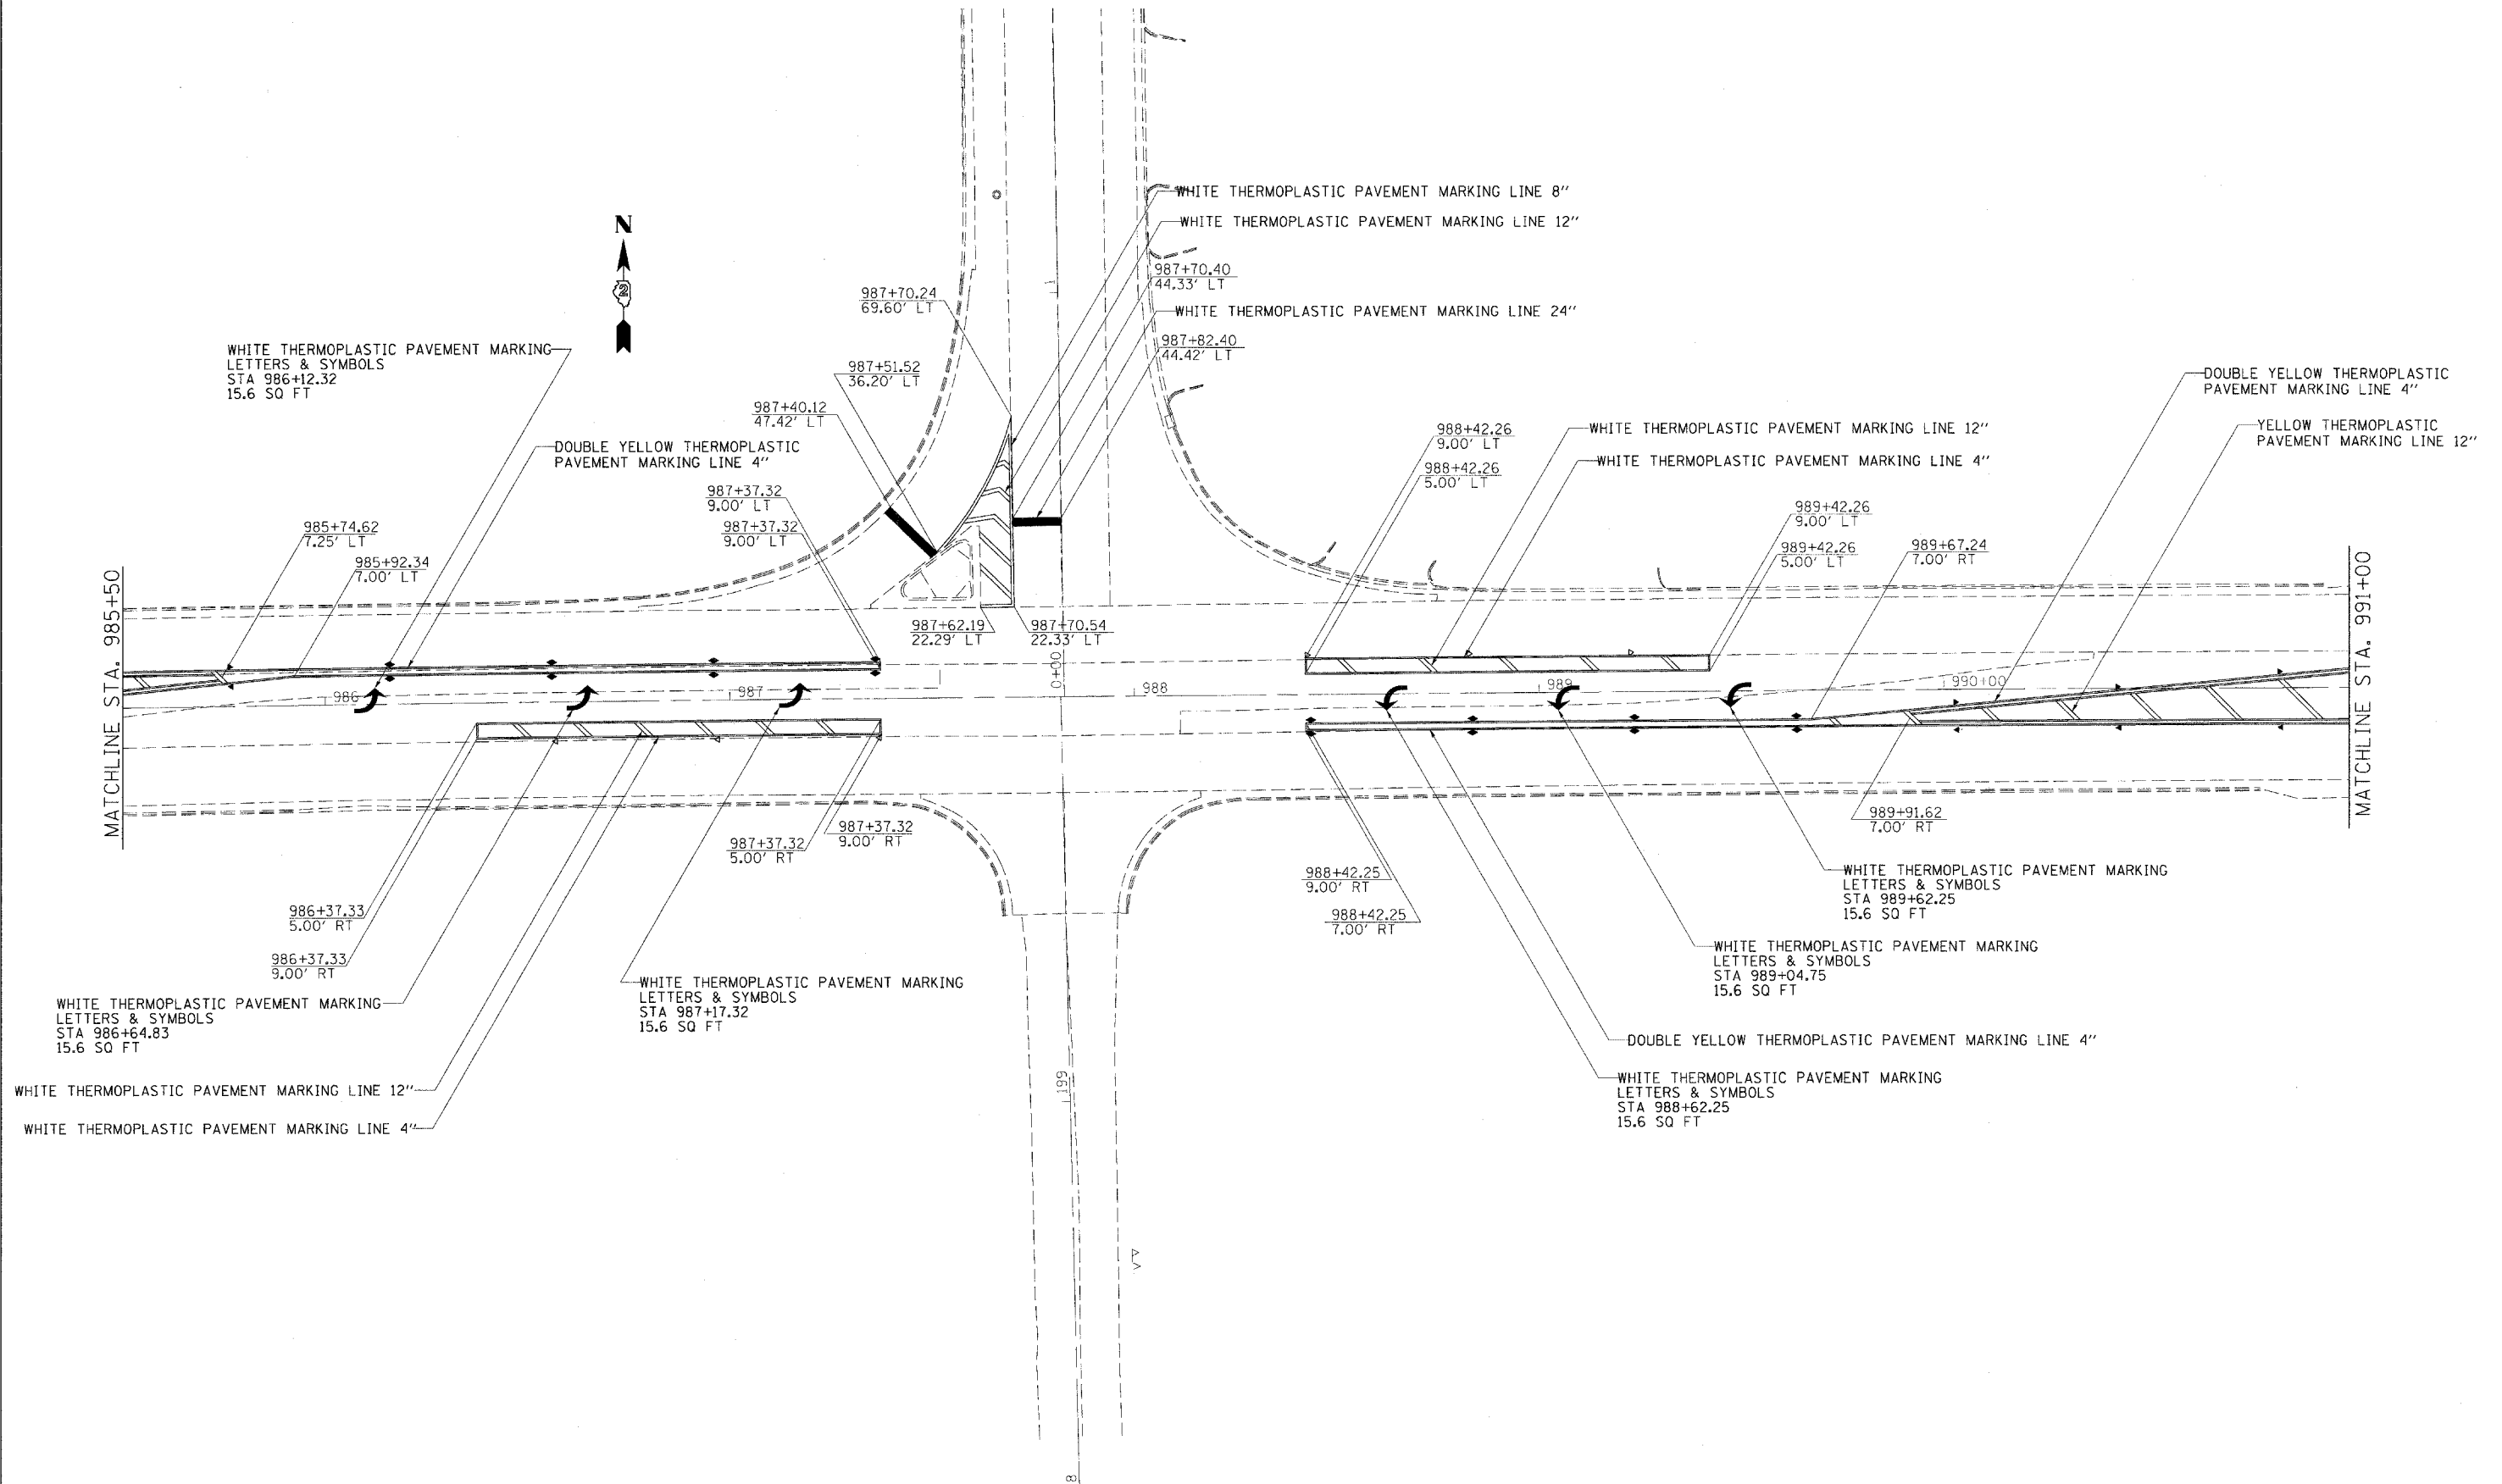 WHITE THERMOPLASTIC PAVEMENT MARKING LINE 8"
WHITE THERMOPLASTIC PAVEMENT MARKING LINE 12"
N
2
987+70.40
44.33' LT
987+70.24
69.60' LT
WHITE THERMOPLASTIC PAVEMENT MARKING LINE 24"
987+82.40
44.42' LT
WHITE THERMOPLASTIC PAVEMENT MARKING
LETTERS & SYMBOLS
STA 986+12.32
15.6 SQ FT
987+51.52
36.20' LT
987+40.12
47.42' LT
DOUBLE YELLOW THERMOPLASTIC
PAVEMENT MARKING LINE 4"
YELLOW THERMOPLASTIC
PAVEMENT MARKING LINE 12"
988+42.26
9.00' LT
WHITE THERMOPLASTIC PAVEMENT MARKING LINE 12"
988+42.26
5.00' LT
WHITE THERMOPLASTIC PAVEMENT MARKING LINE 4"
DOUBLE YELLOW THERMOPLASTIC
PAVEMENT MARKING LINE 4"
987+37.32
9.00' LT
987+37.32
9.00' LT
985+74.62
7.25' LT
985+92.34
7.00' LT
989+42.26
9.00' LT
989+42.26
5.00' LT
989+67.24
7.00' RT
MATCHLINE STA. 985+50
MATCHLINE STA. 991+00
987+62.19
22.29' LT
987+70.54
22.33' LT
1
0+00
986
987
988
989
990+00
987+37.32
5.00' RT
987+37.32
9.00' RT
989+91.62
7.00' RT
988+42.25
9.00' RT
988+42.25
7.00' RT
986+37.33
5.00' RT
986+37.33
9.00' RT
WHITE THERMOPLASTIC PAVEMENT MARKING
LETTERS & SYMBOLS
STA 989+62.25
15.6 SQ FT
WHITE THERMOPLASTIC PAVEMENT MARKING
LETTERS & SYMBOLS
STA 989+04.75
15.6 SQ FT
WHITE THERMOPLASTIC PAVEMENT MARKING
LETTERS & SYMBOLS
STA 987+17.32
15.6 SQ FT
WHITE THERMOPLASTIC PAVEMENT MARKING
LETTERS & SYMBOLS
STA 986+64.83
15.6 SQ FT
DOUBLE YELLOW THERMOPLASTIC PAVEMENT MARKING LINE 4"
WHITE THERMOPLASTIC PAVEMENT MARKING
LETTERS & SYMBOLS
STA 988+62.25
15.6 SQ FT
WHITE THERMOPLASTIC PAVEMENT MARKING LINE 12"
WHITE THERMOPLASTIC PAVEMENT MARKING LINE 4"
199
8